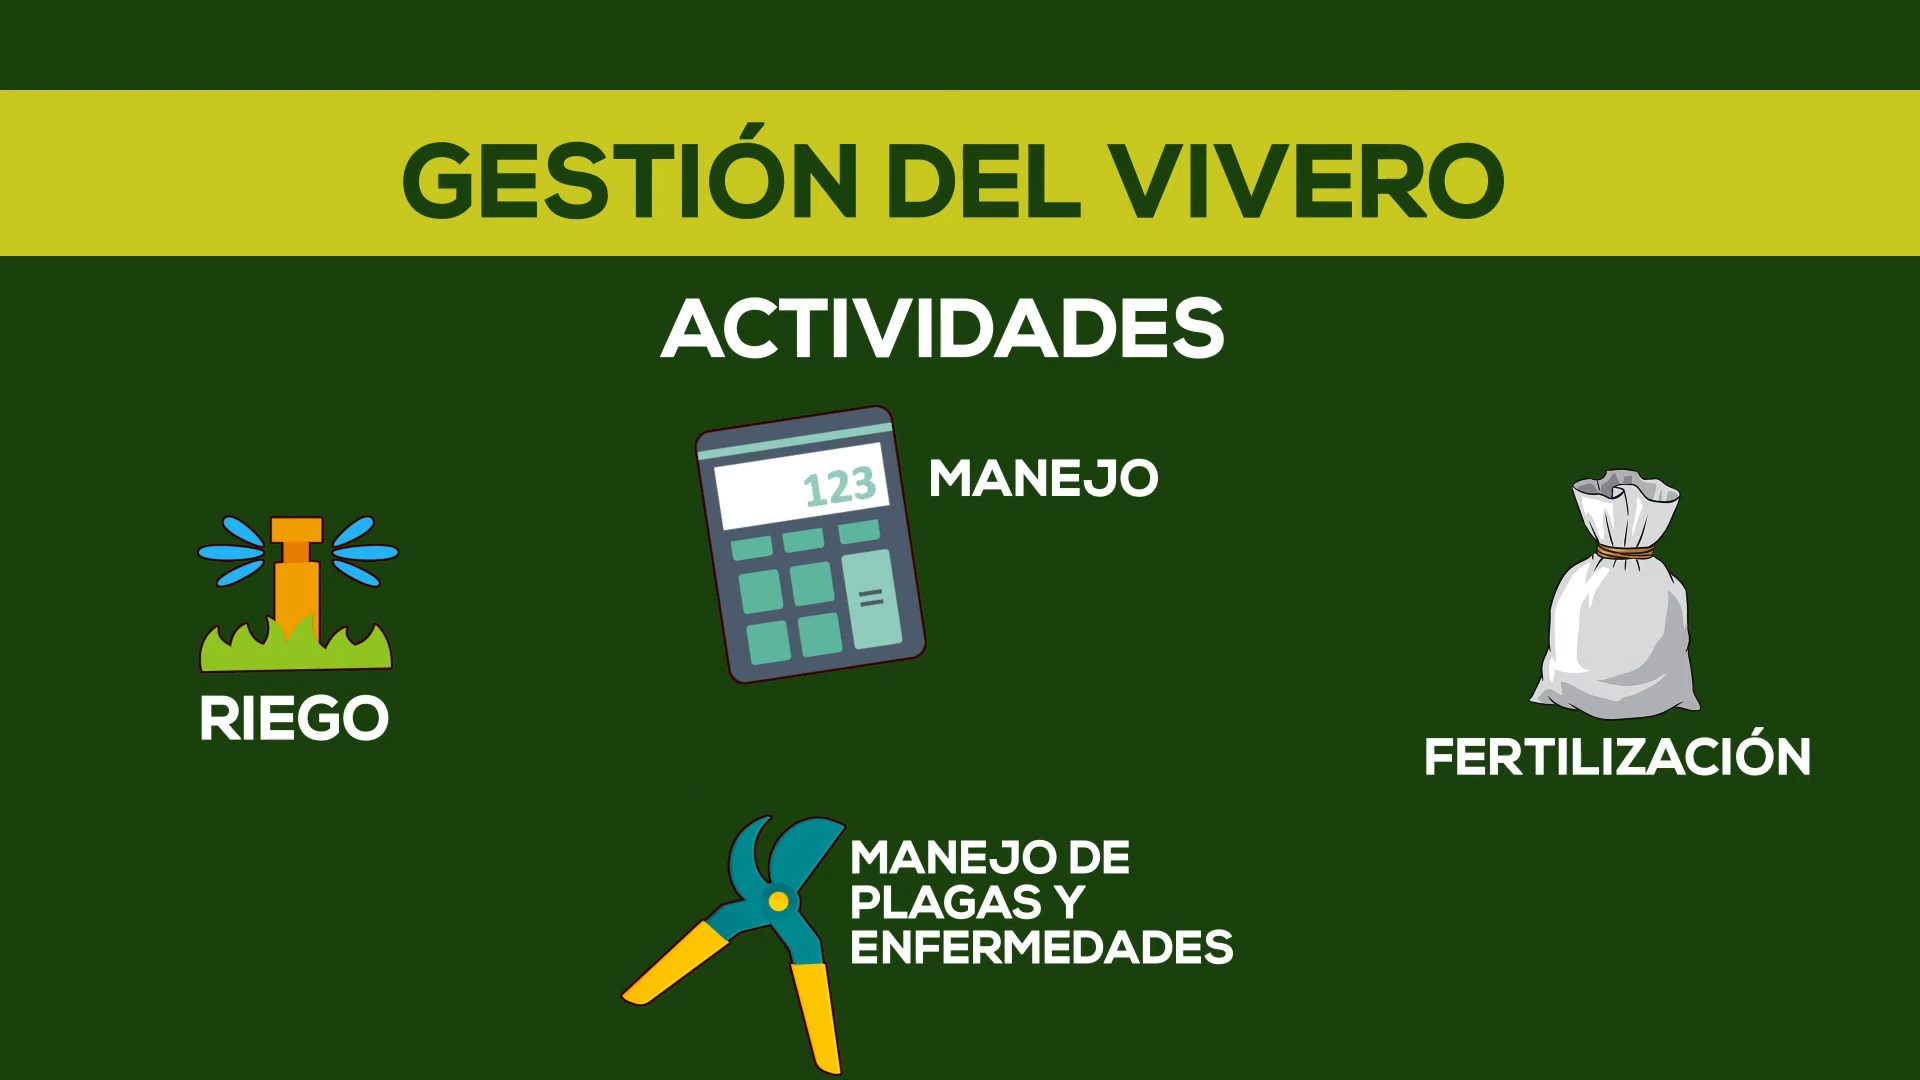 GESTIÓN DEL VIVERO
ACTIVIDADES
123
=
MANEJO
RIEGO
FERTILIZACIÓN
MANEJO DE
PLAGAS Y
ENFERMEDADES